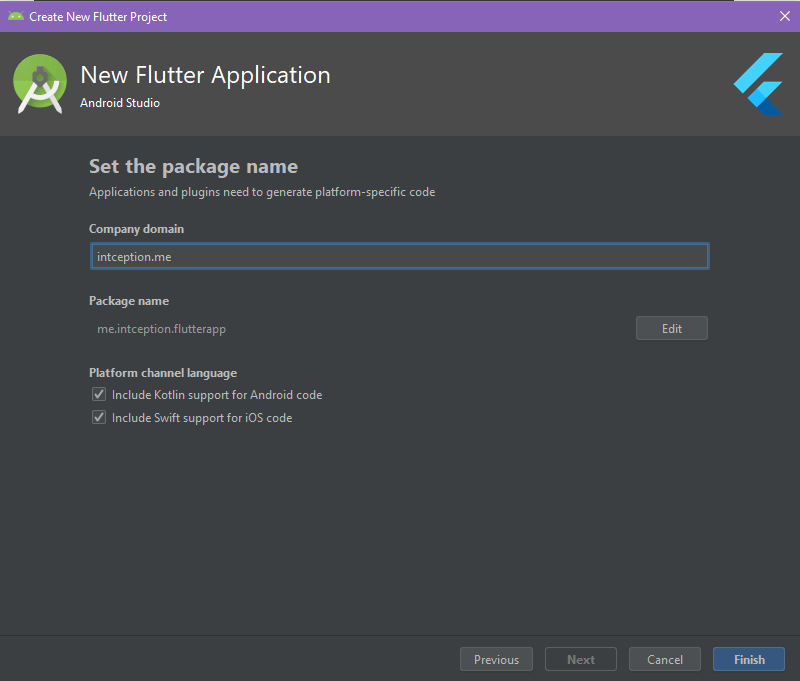 Create New Flutter Project
New Flutter Application
Android Studio
Set the package name
Applications and plugins need to generate platform-specific code
Company domain
intception.me
Package name
me.intception.flutterapp
Edit
Platform channel language
Include Kotlin support for Android code
Include Swift support for iOS code
Previous
Next
Cancel
Finish